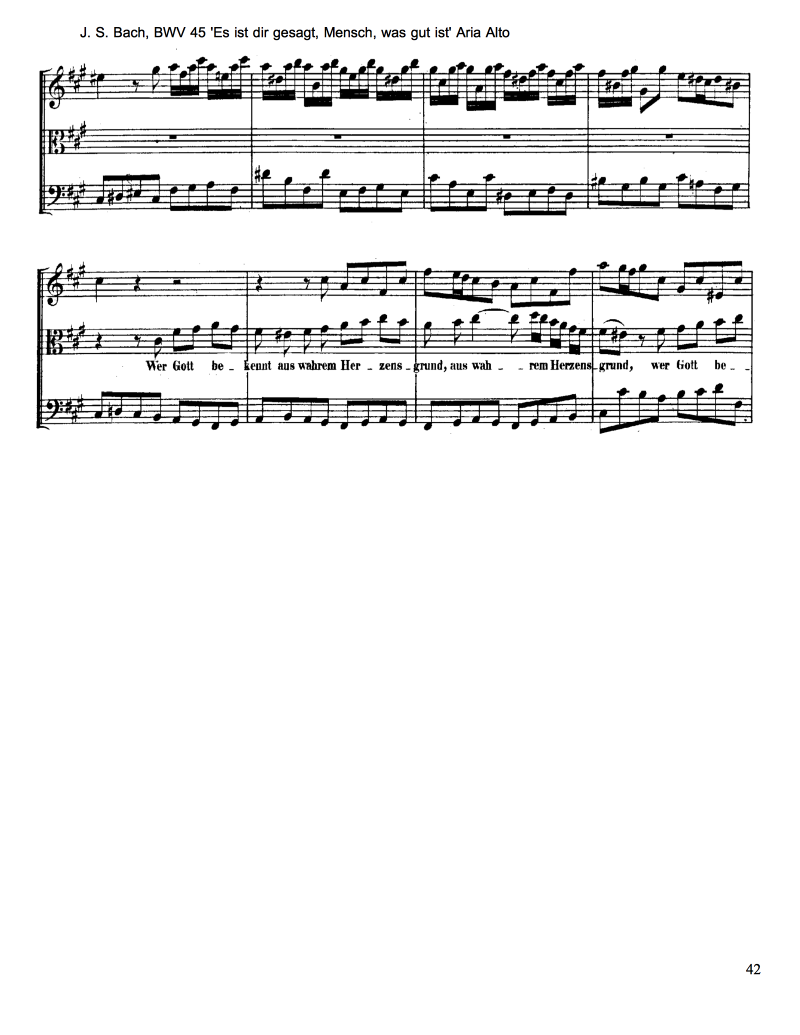 J. S. Bach, BWV 45 'Es ist dir gesagt, Mensch, was gut ist' Aria Alto
Wer Gott be - kennt aus wahrem Her - zens - grund, aus wah - rem Herzens - grund, wer Gott be -
42